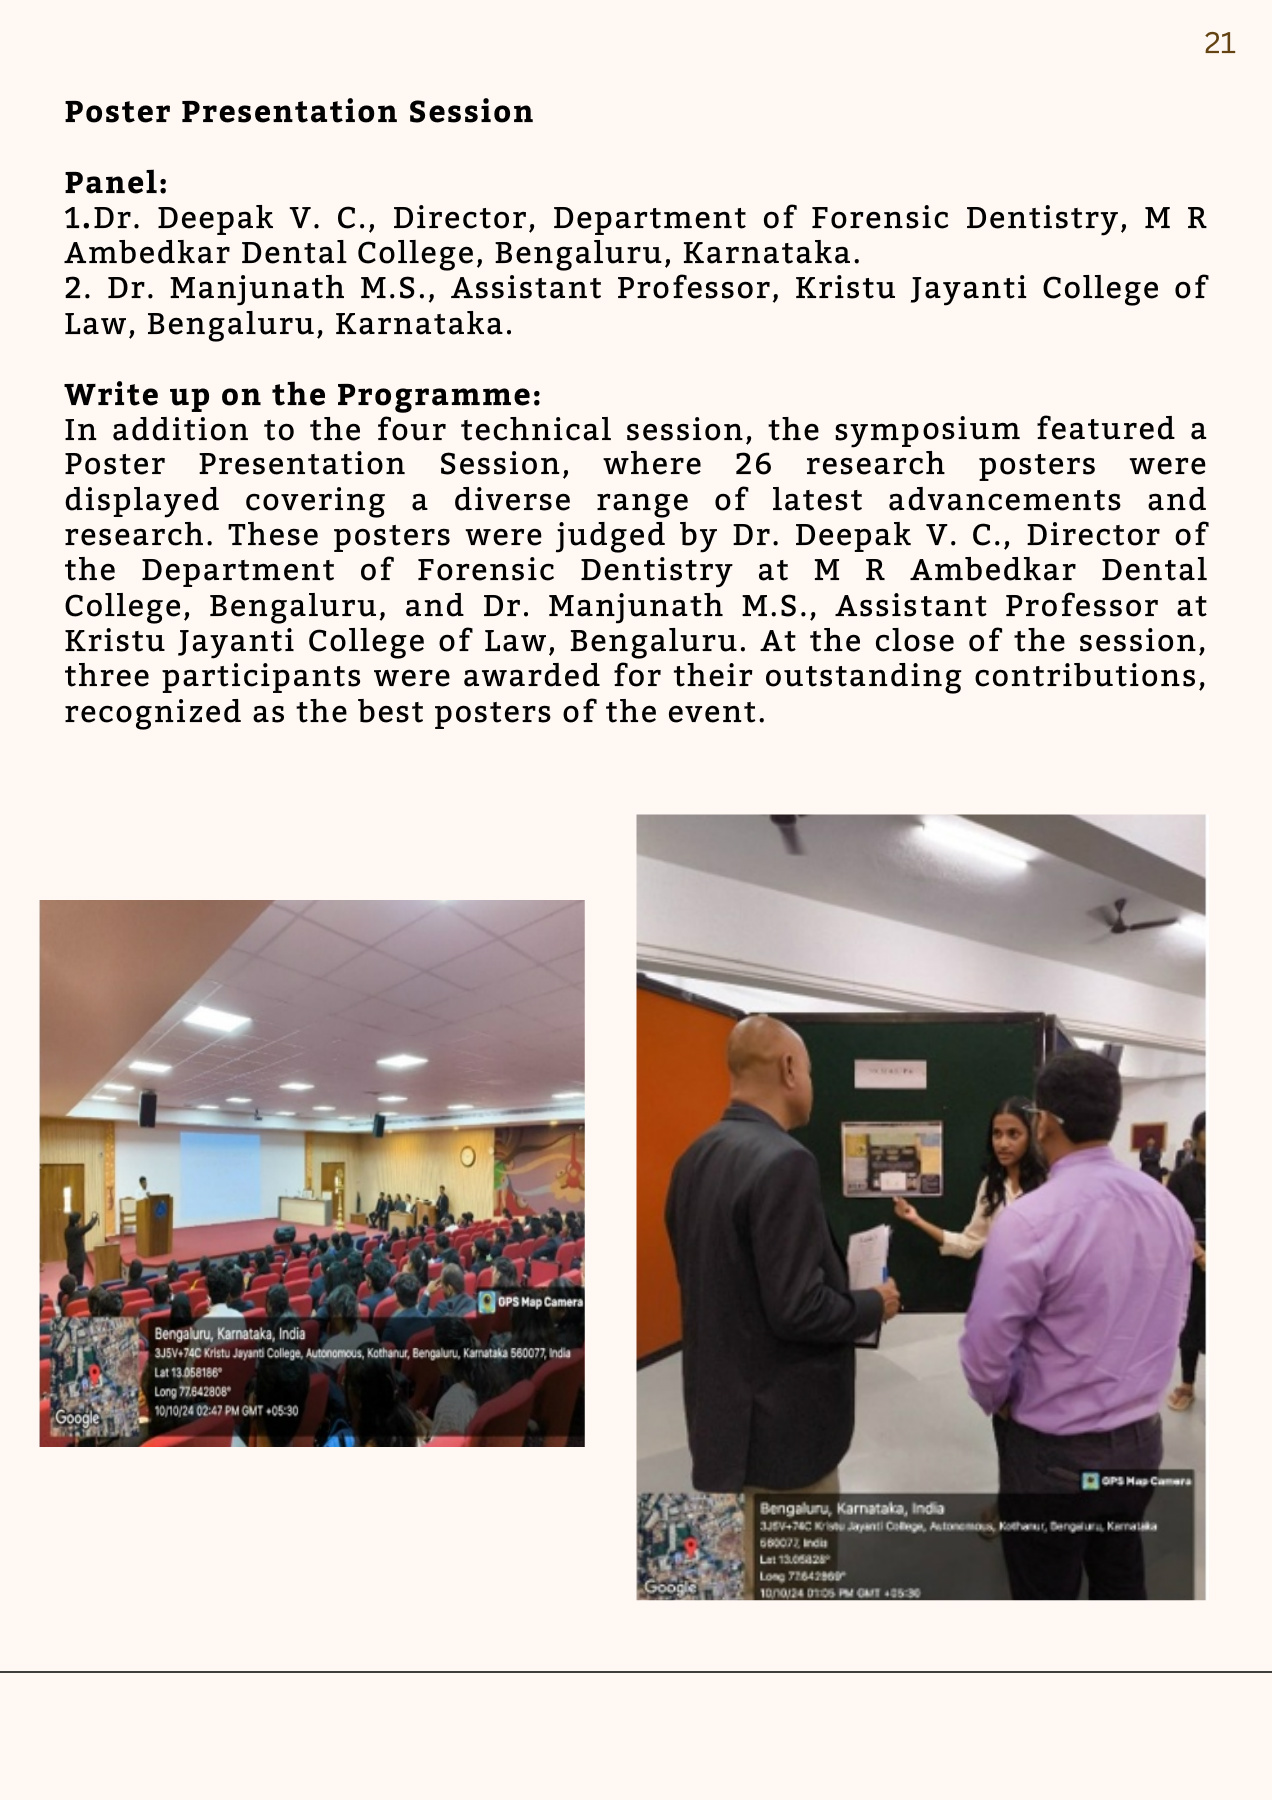 21
Poster Presentation Session
Panel:
1.Dr. Deepak V. C., Director, Department of Forensic Dentistry, M R
Ambedkar Dental College, Bengaluru, Karnataka.
2. Dr. Manjunath M.S., Assistant Professor, Kristu Jayanti College of
Law, Bengaluru, Karnataka.
Write up on the Programme:
In addition to the four technical session, the symposium featured a
Poster Presentation Session, where 26 research posters were
displayed covering a diverse range of latest advancements and
research. These posters were judged by Dr. Deepak V. C., Director of
the Department of Forensic Dentistry at M R Ambedkar Dental
College, Bengaluru, and Dr. Manjunath M.S., Assistant Professor at
Kristu Jayanti College of Law, Bengaluru. At the close of the session,
three participants were awarded for their outstanding contributions,
recognized as the best posters of the event.
GPS Map Camera
Bengaluru, Karnataka, India
3J5V+74C Kristu Jayanti College, Autonomous, Kothanur, Bengaluru, Karnataka 560077, India
Lat 13.058186°
Long 77.642808°
10/10/24 02:47 PM GMT +05:30
Google
GPS Map Camera
Bengaluru, Karnataka, India
3J5V+74C Kristu Jayanti College, Autonomous, Kothanur, Bengaluru, Karnataka
560077, India
Lat 13.05828°
Long 77.642869°
10/10/24 01:05 PM GMT +05:30
Google